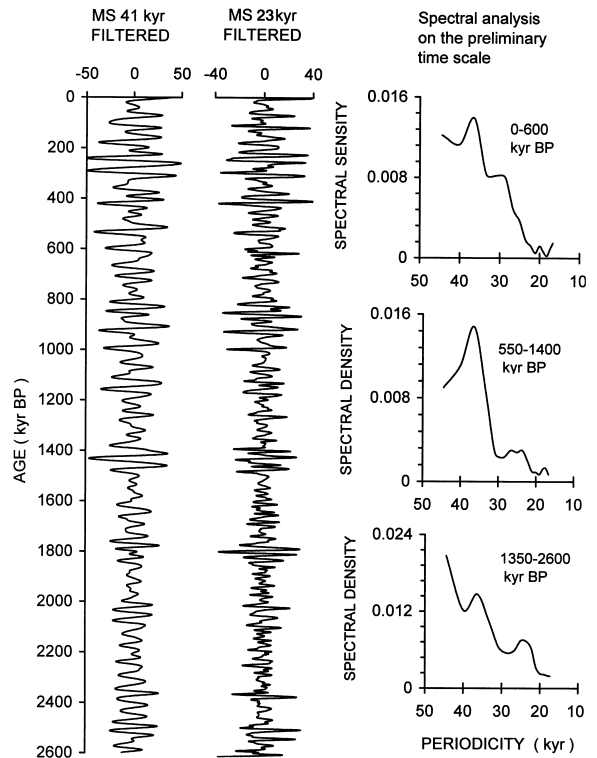 MS 41 kyr
FILTERED
MS 23kyr
FILTERED
Spectral analysis
on the preliminary
time scale
-50 0 50
-40 0 40
AGE ( kyr BP )
0
200
400
600
800
1000
1200
1400
1600
1800
2000
2200
2400
2600
SPECTRAL SENSITY
0.016
0.008
0
0-600
kyr BP
50 40 30 20 10
SPECTRAL DENSITY
0.016
0.008
0
550-1400
kyr BP
50 40 30 20 10
SPECTRAL DENSITY
0.024
0.012
0
1350-2600
kyr BP
50 40 30 20 10
PERIODICITY ( kyr )